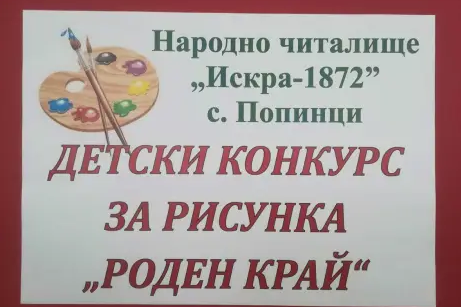 Народно читалище
„Искра-1872”
с. Попинци
ДЕТСКИ КОНКУРС
ЗА РИСУНКА
„РОДЕН КРАЙ“